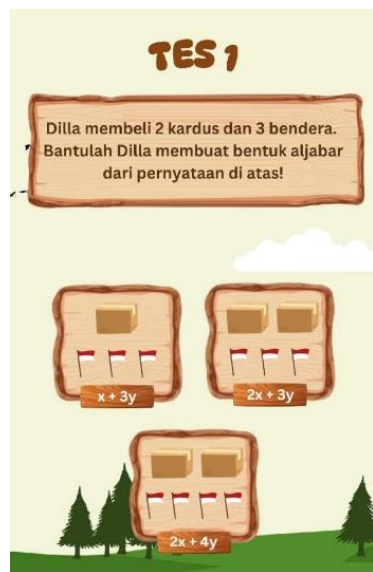 TES 1
Dilla membeli 2 kardus dan 3 bendera.
Bantulah Dilla membuat bentuk aljabar
dari pernyataan di atas!
x + 3y
2x + 3y
2x + 4y